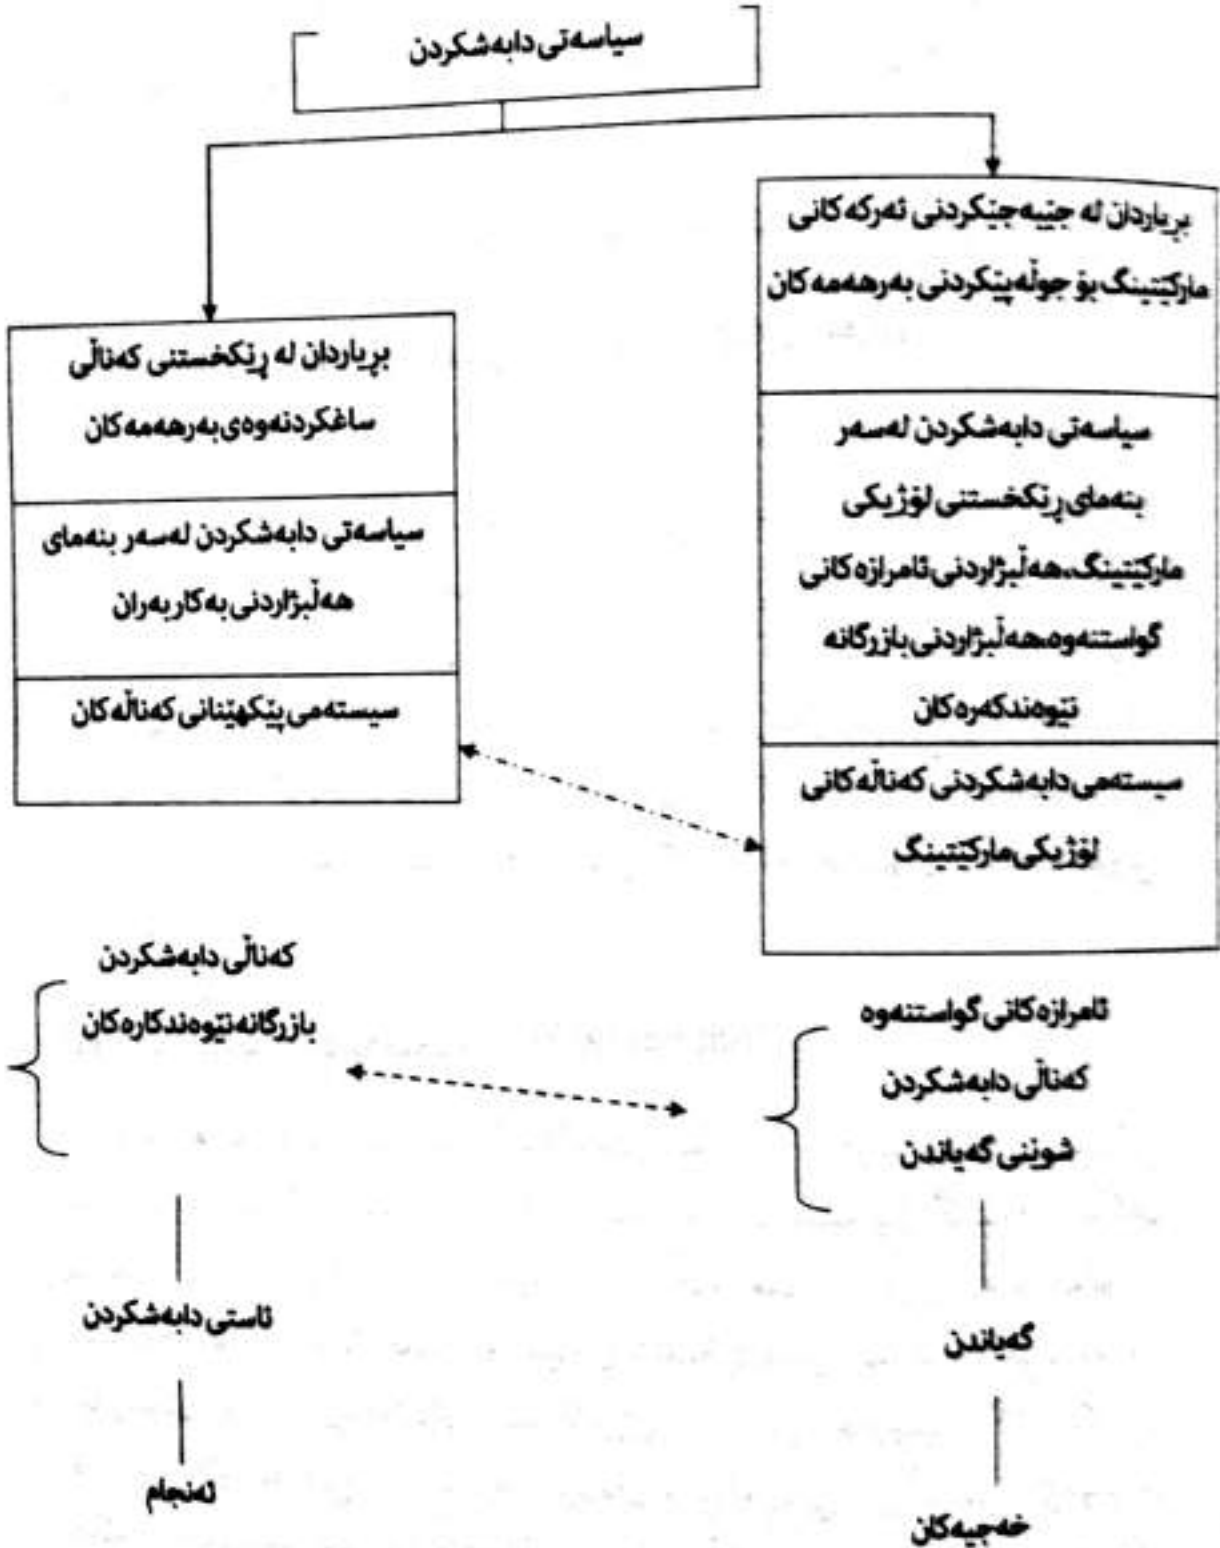 سیاسەتی دابەشکردن
بڕیاردان لە جێبەجێکردنی ئەرکەکانی
مارکێتینگ بۆ جوڵەپێکردنی بەرهەمەکان
سیاسەتی دابەشکردن لەسەر
بنەمای ڕێکخستنی لۆژیکی
مارکێتینگ،هەڵبژاردنی ئامرازەکانی
گواستنەوە،هەڵبژاردنی بازرگانە
نێوەندکەرەکان
سیستەمی دابەشکردنی کەناڵەکانی
لۆژیکی مارکێتینگ
ئامرازەکانی گواستنەوە
کەناڵی دابەشکردن
شوێنی گەیاندن
گەیاندن
خەجیەکان
بڕیاردان لە ڕێکخستنی کەناڵی
ساغکردنەوەی بەرهەمەکان
سیاسەتی دابەشکردن لەسەر بنەمای
هەڵبژاردنی بەکاربەران
سیستەمی پێکهێنانی کەناڵەکان
کەناڵی دابەشکردن
بازرگانە نێوەندکارەکان
ئاستی دابەشکردن
ئەنجام